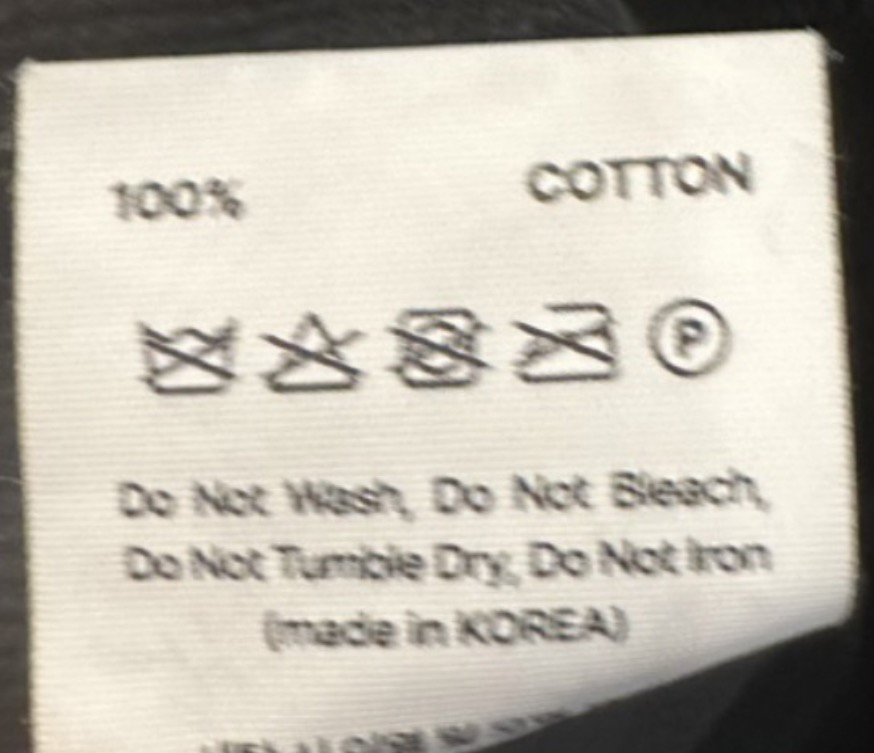 100% COTTON
P
Do Not Wash, Do Not Bleach,
Do Not Tumble Dry, Do Not Iron
(made in KOREA)